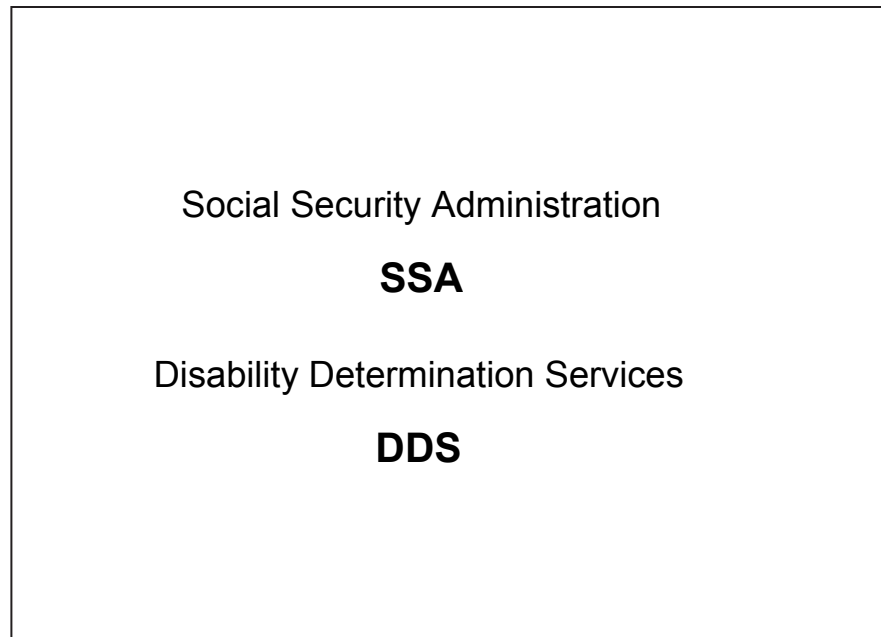 Social Security Administration
SSA
Disability Determination Services
DDS